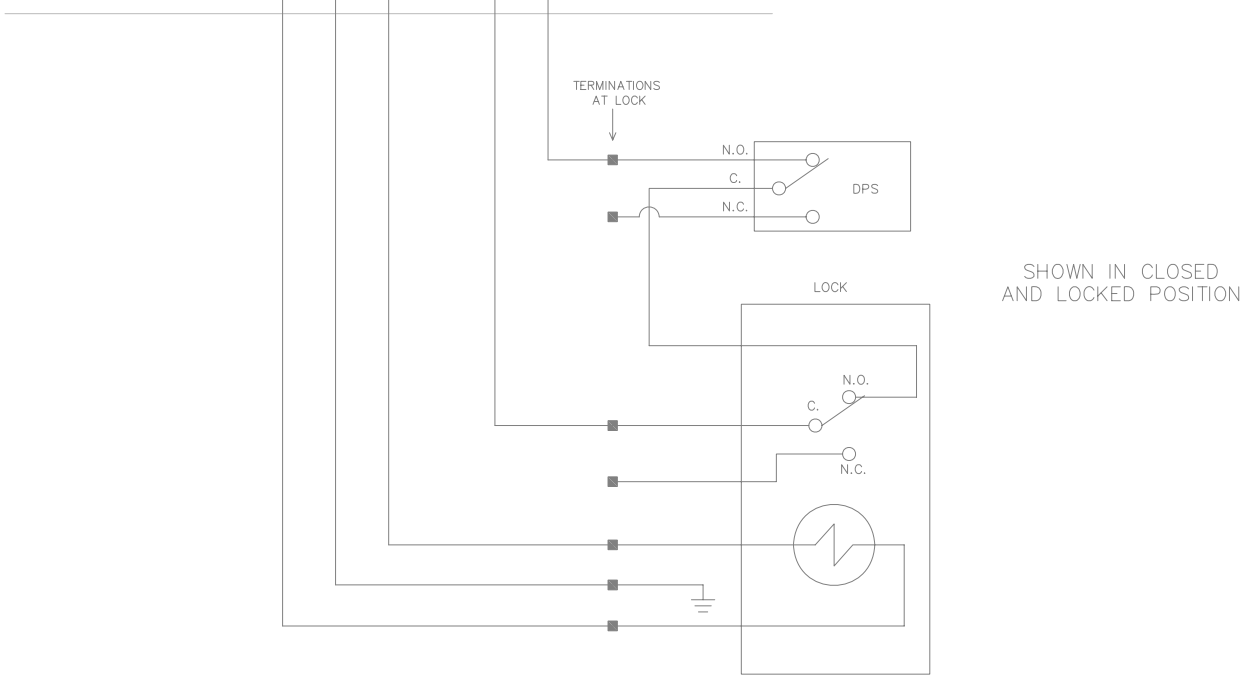 TERMINATIONS
AT LOCK
N.O.
C.
DPS
N.C.
SHOWN IN CLOSED
AND LOCKED POSITION
LOCK
N.O.
C.
N.C.